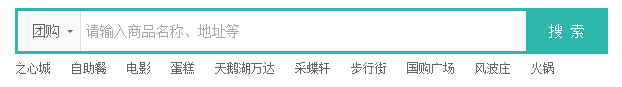 团购 请输入商品名称、地址等 搜 索
之心城 自助餐 电影 蛋糕 天鹅湖万达 采蝶轩 步行街 国购广场 风波庄 火锅